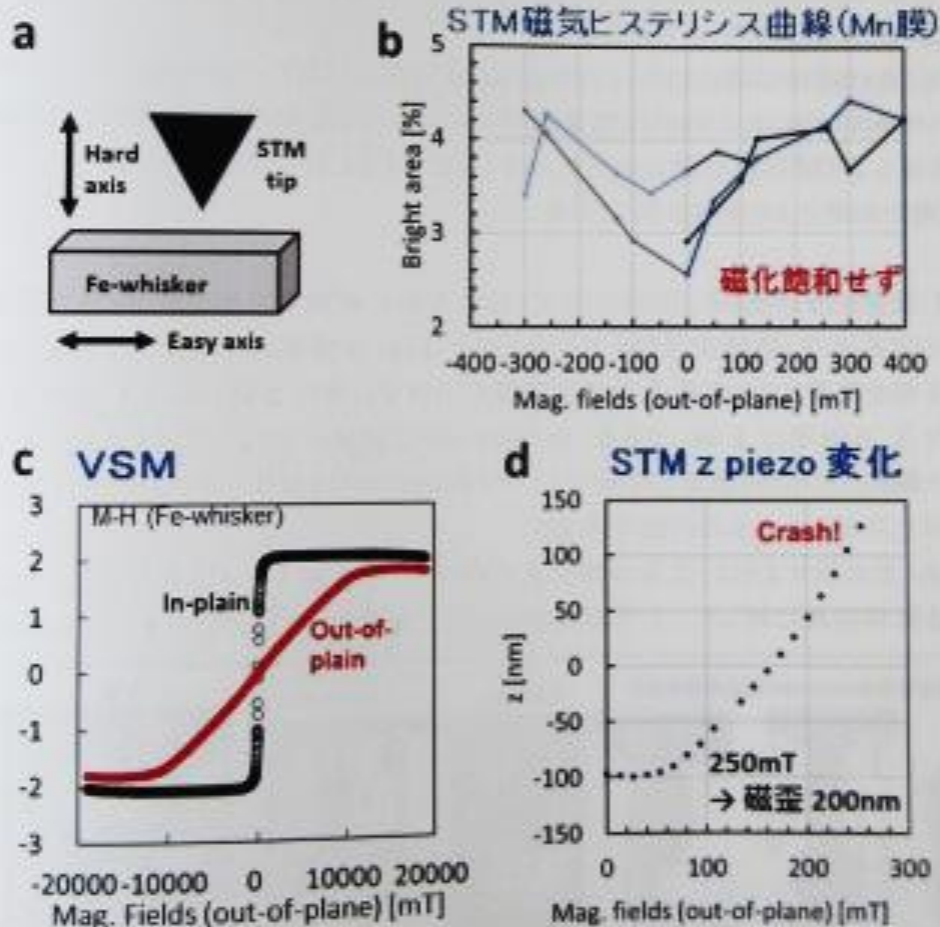 a
Hard
axis
STM
tip
Fe-whisker
Easy axis
b STM磁気ヒステリシス曲線(Mn膜)
Bright area [%]
5
4
3
2
磁化飽和せず
-400 -300 -200 -100 0 100 200 300 400
Mag. fields (out-of-plane) [mT]
c VSM
M-H (Fe-whisker)
3
2
1
0
-1
-2
-3
In-plain
Out-of-
plain
-20000 -10000 0 10000 20000
Mag. Fields (out-of-plane) [mT]
d STM z piezo 変化
z [nm]
150
100
50
0
-50
-100
-150
Crash!
250mT
→ 磁歪 200nm
0 100 200 300
Mag. fields (out-of-plane) [mT]